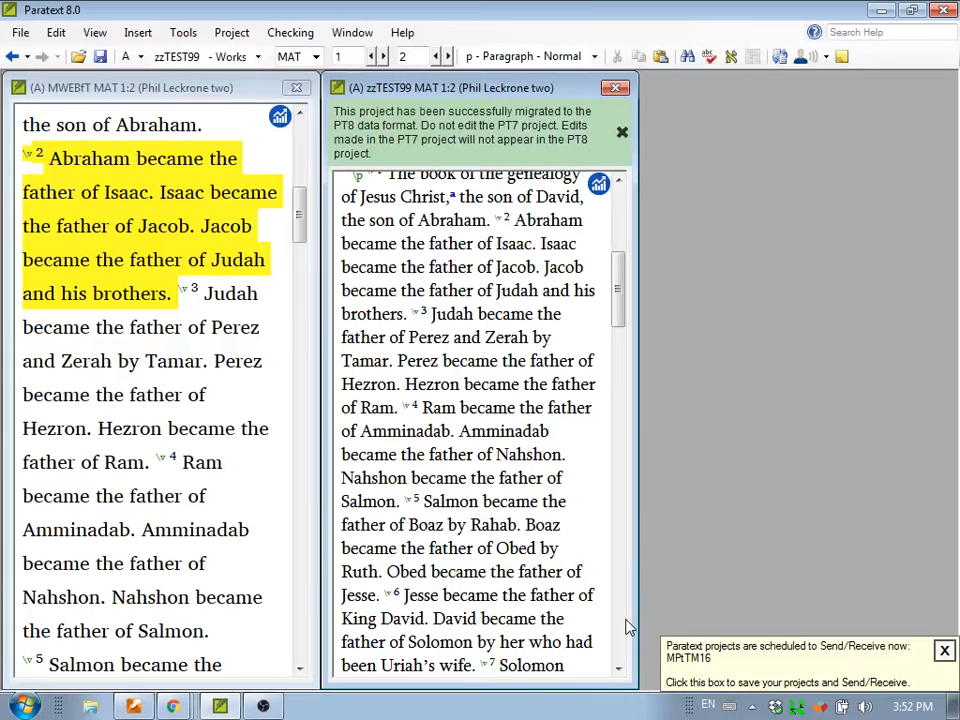 Paratext 8.0
File Edit View Insert Tools Project Checking Window Help
Search Help
A zzTEST99 - Works MAT 1 2 p - Paragraph - Normal
(A) MWEBfT MAT 1:2 (Phil Leckrone two)
the son of Abraham.
\v 2 Abraham became the
father of Isaac. Isaac became
the father of Jacob. Jacob
became the father of Judah
and his brothers. \v 3 Judah
became the father of Perez
and Zerah by Tamar. Perez
became the father of
Hezron. Hezron became the
father of Ram. \v 4 Ram
became the father of
Amminadab. Amminadab
became the father of
Nahshon. Nahshon became
the father of Salmon.
\v 5 Salmon became the
(A) zzTEST99 MAT 1:2 (Phil Leckrone two)
This project has been successfully migrated to the
PT8 data format. Do not edit the PT7 project. Edits
made in the PT7 project will not appear in the PT8
project.
\p \v 1 The book of the genealogy
of Jesus Christ,a the son of David,
the son of Abraham. \v 2 Abraham
became the father of Isaac. Isaac
became the father of Jacob. Jacob
became the father of Judah and his
brothers. \v 3 Judah became the
father of Perez and Zerah by
Tamar. Perez became the father of
Hezron. Hezron became the father
of Ram. \v 4 Ram became the father
of Amminadab. Amminadab
became the father of Nahshon.
Nahshon became the father of
Salmon. \v 5 Salmon became the
father of Boaz by Rahab. Boaz
became the father of Obed by
Ruth. Obed became the father of
Jesse. \v 6 Jesse became the father of
King David. David became the
father of Solomon by her who had
been Uriah’s wife. \v 7 Solomon
Paratext projects are scheduled to Send/Receive now:
MPtTM16
X
Click this box to save your projects and Send/Receive.
EN
3:52 PM